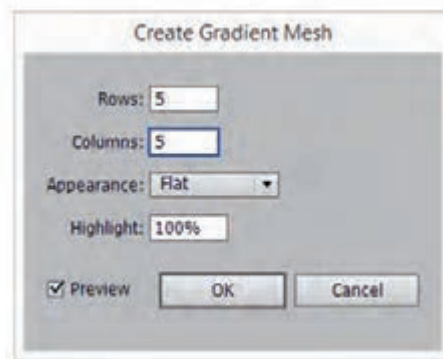 Create Gradient Mesh
Rows: 5
Columns: 5
Appearance: Flat
Highlight: 100%
Preview OK Cancel